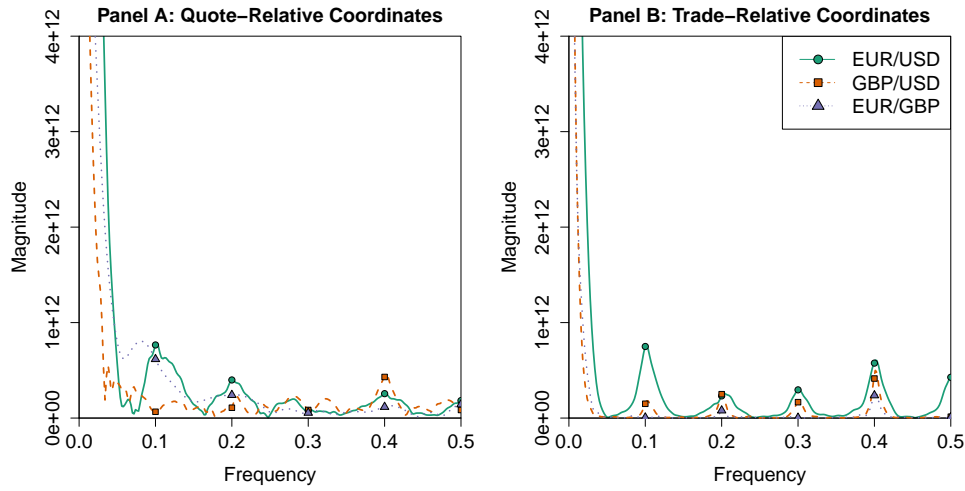 Panel A: Quote−Relative Coordinates
Magnitude
0e+00
1e+12
2e+12
3e+12
4e+12
0.0
0.1
0.2
0.3
0.4
0.5
Frequency
Panel B: Trade−Relative Coordinates
Magnitude
0e+00
1e+12
2e+12
3e+12
4e+12
0.0
0.1
0.2
0.3
0.4
0.5
Frequency
EUR/USD
GBP/USD
EUR/GBP